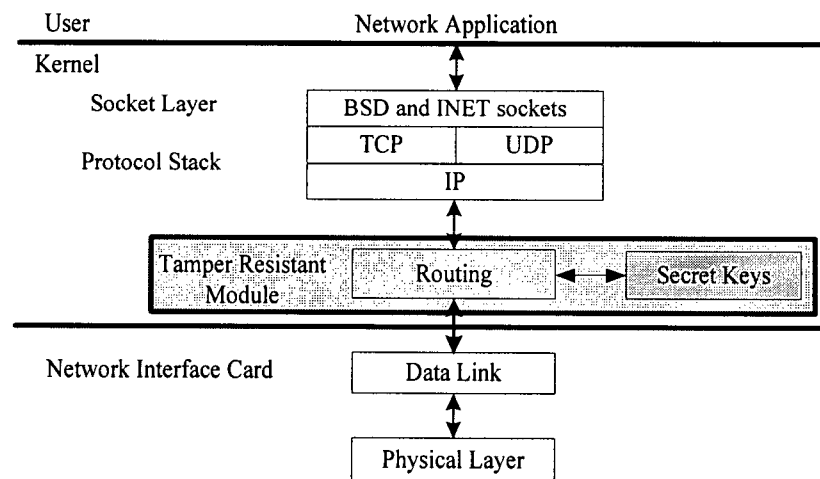 User
Network Application
Kernel
Socket Layer
BSD and INET sockets
TCP
UDP
Protocol Stack
IP
Tamper Resistant
Module
Routing
Secret Keys
Network Interface Card
Data Link
Physical Layer